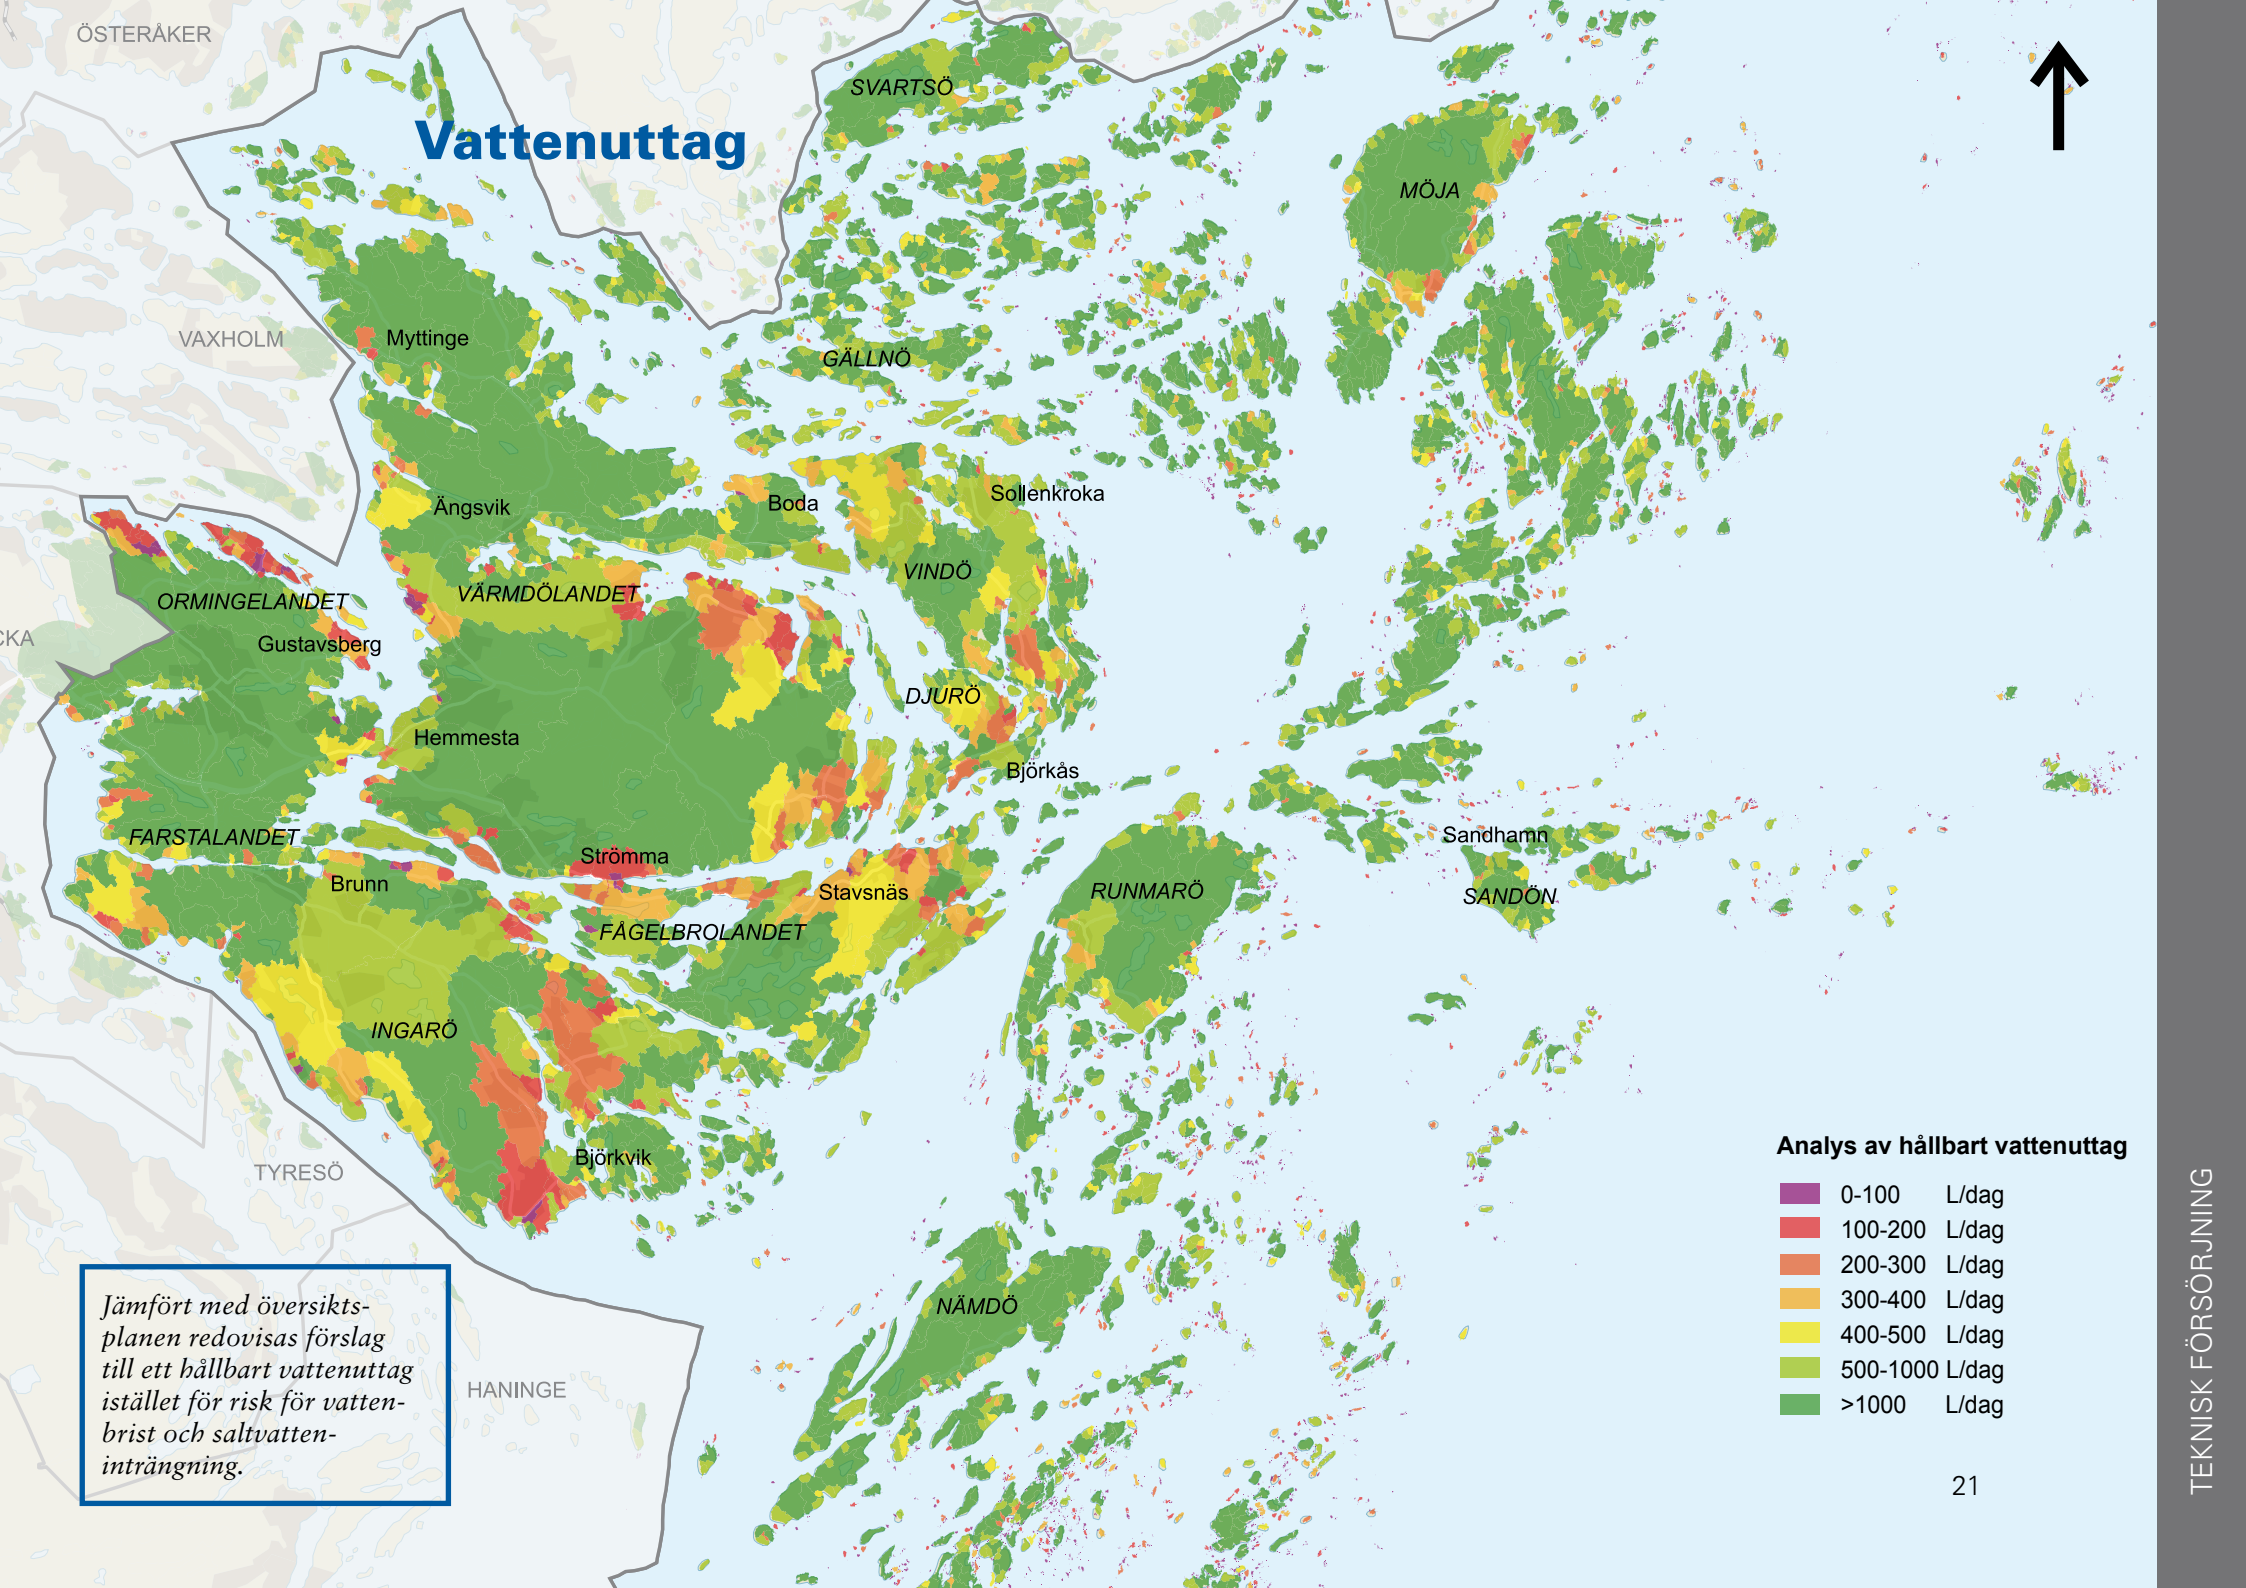 ÖSTERÅKER
SVARTSÖ
Vattenuttag
MÖJA
VAXHOLM
Myttinge
GÄLLNÖ
Ängsvik
Boda
Sollenkroka
VINDÖ
VÄRMDÖLANDET
ORMINGELANDET
CKA
Gustavsberg
DJURÖ
Hemmesta
Björkås
FARSTALANDET
Sandhamn
Strömma
Brunn
Stavsnäs
RUNMARÖ
SANDÖN
FÅGELBROLANDET
INGARÖ
Björkvik
TYRESÖ
NÄMDÖ
HANINGE
Analys av hållbart vattenuttag
0-100 L/dag
100-200 L/dag
200-300 L/dag
300-400 L/dag
400-500 L/dag
500-1000 L/dag
>1000 L/dag
Jämfört med översikts-
planen redovisas förslag
till ett hållbart vattenuttag
istället för risk för vatten-
brist och saltvatten-
inträngning.
21
TEKNISK FÖRSÖRJNING